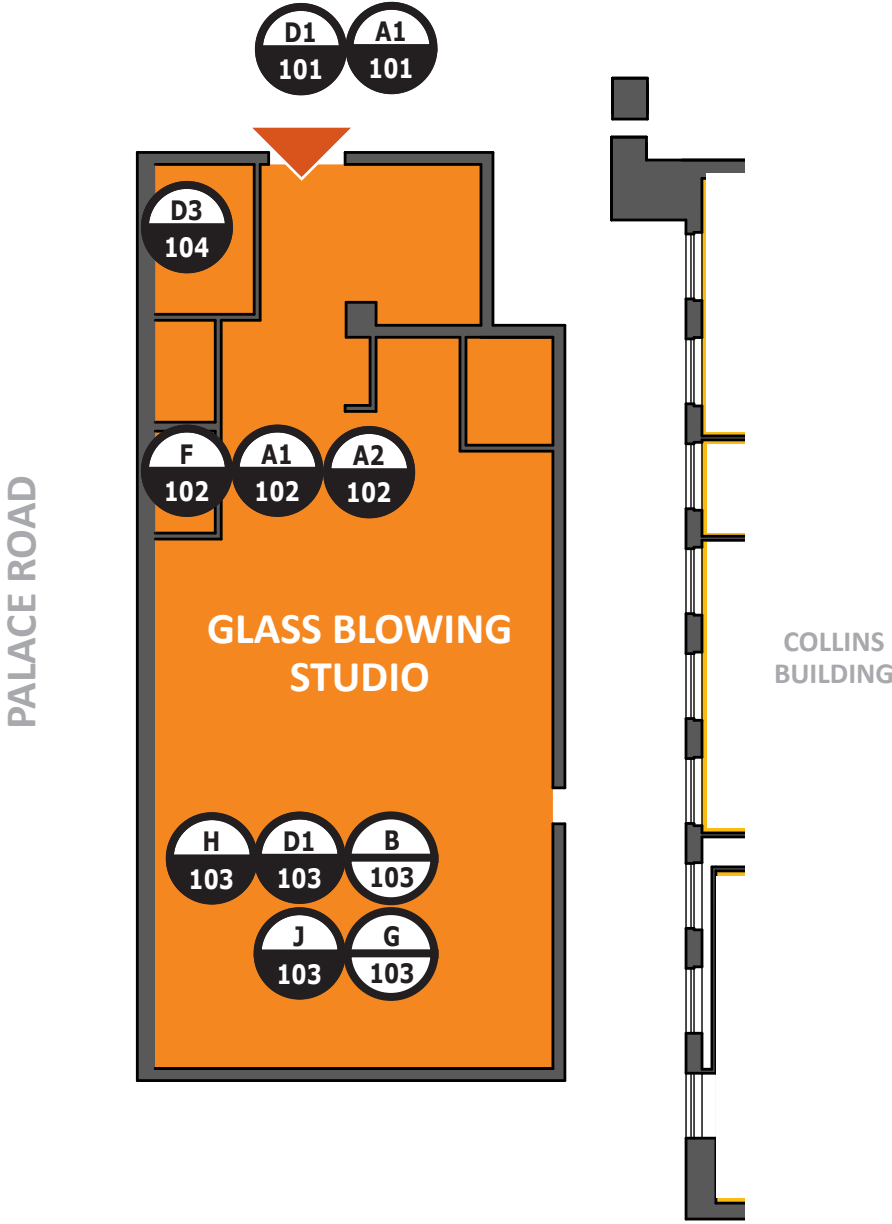 D1
101
A1
101
D3
104
F
102
A1
102
A2
102
PALACE ROAD
GLASS BLOWING
STUDIO
COLLINS
BUILDING
H
103
D1
103
B
103
J
103
G
103